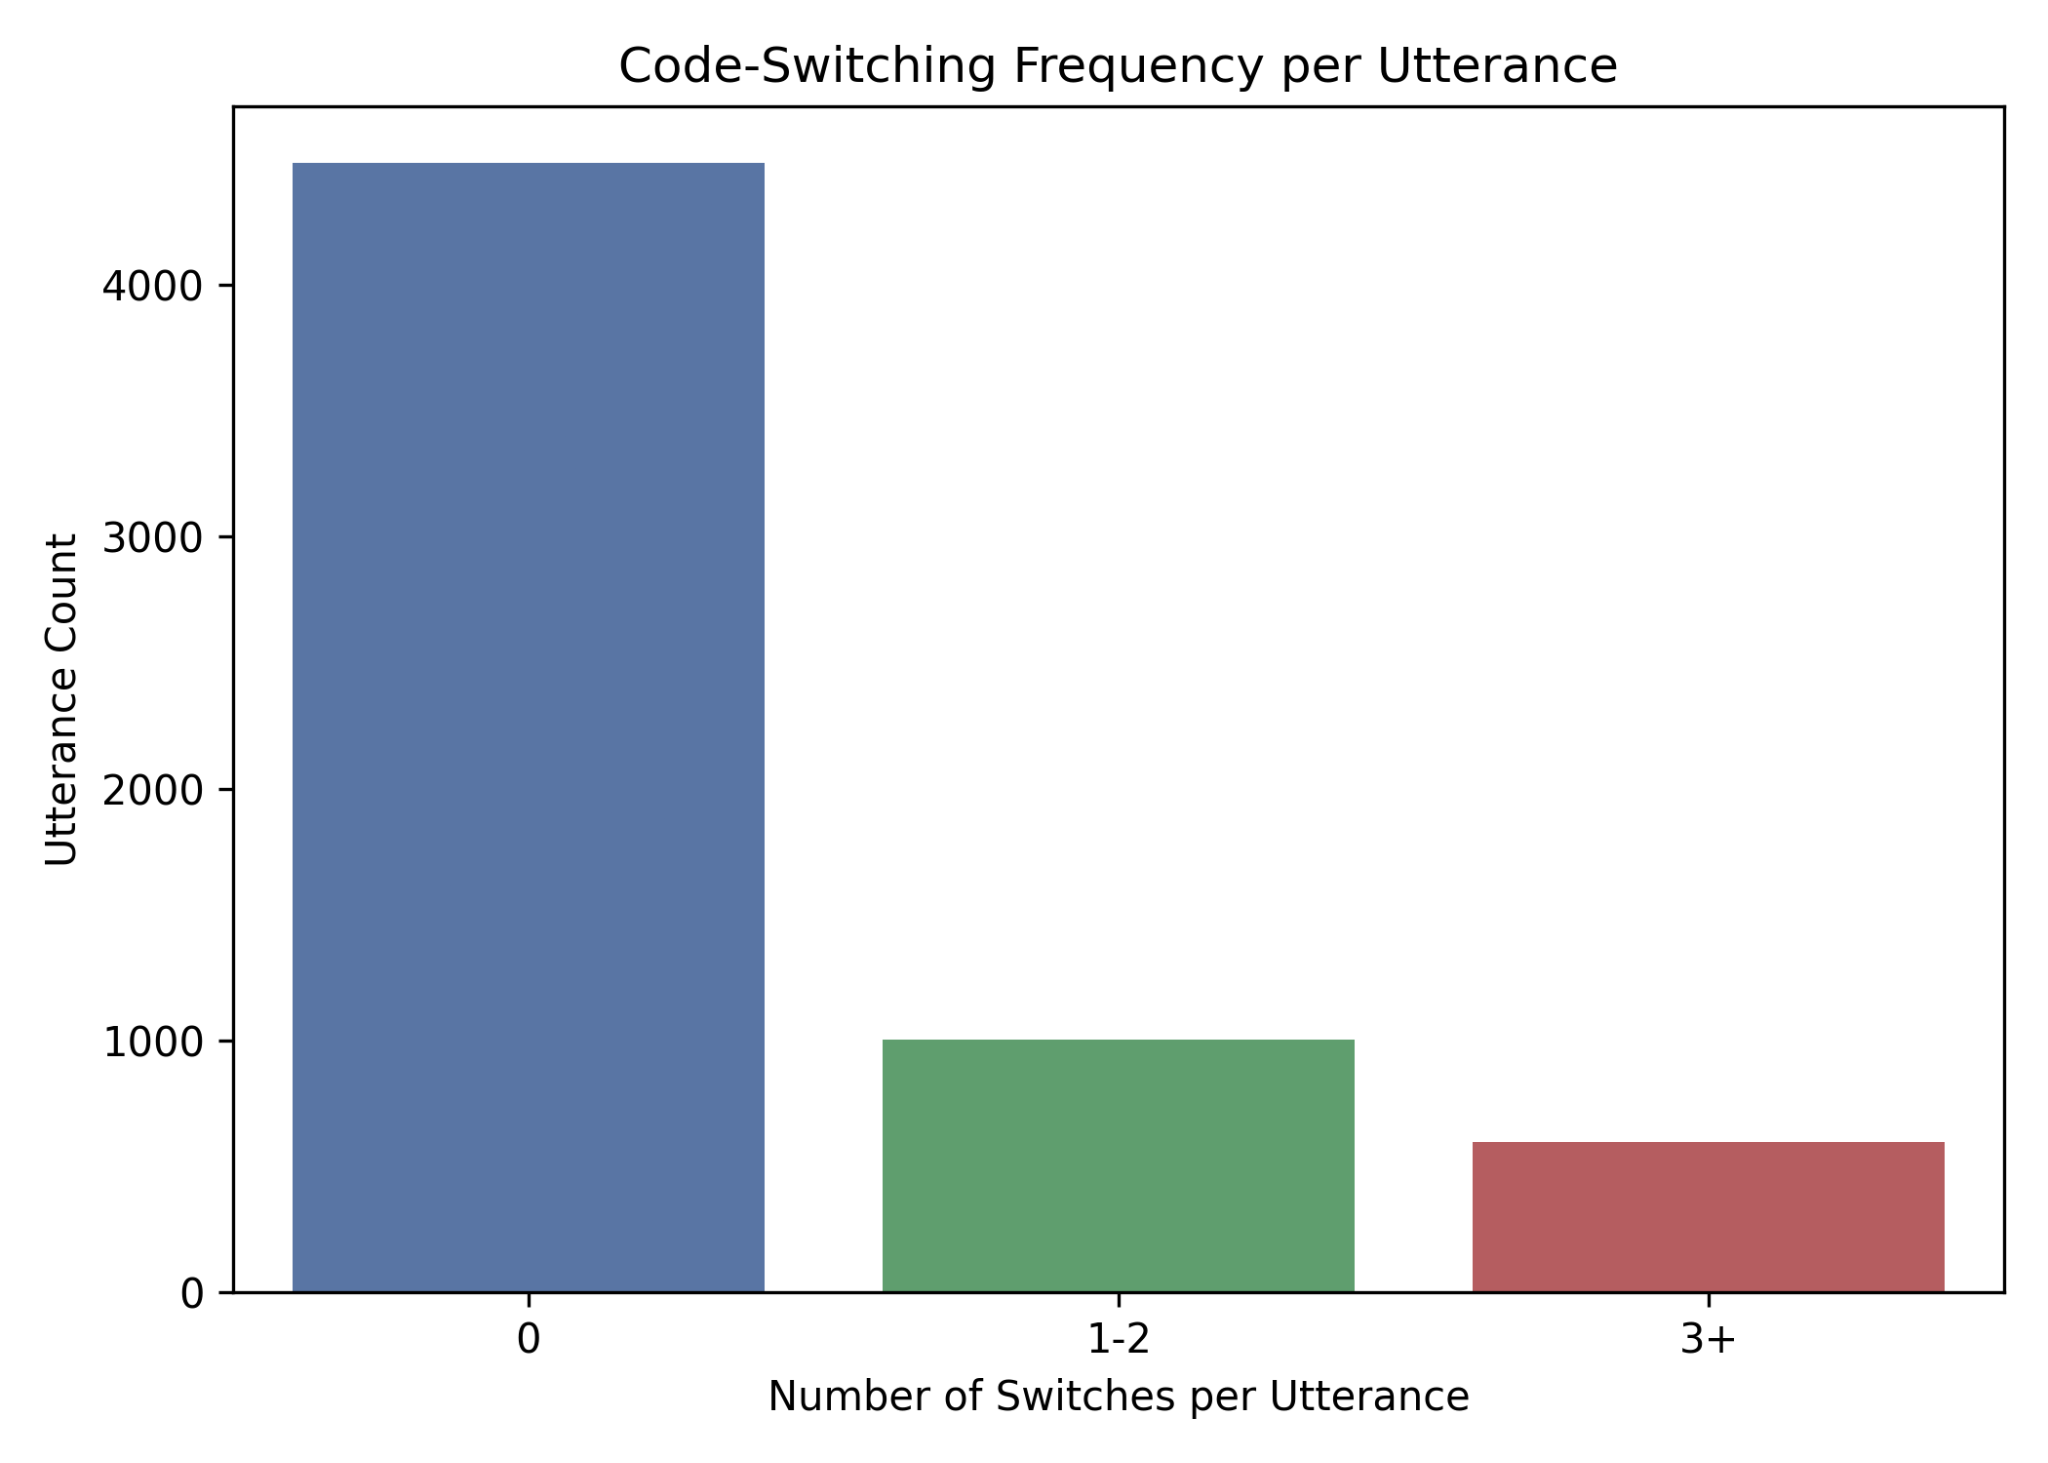 Code-Switching Frequency per Utterance
Utterance Count
4000
3000
2000
1000
0
0
1-2
3+
Number of Switches per Utterance